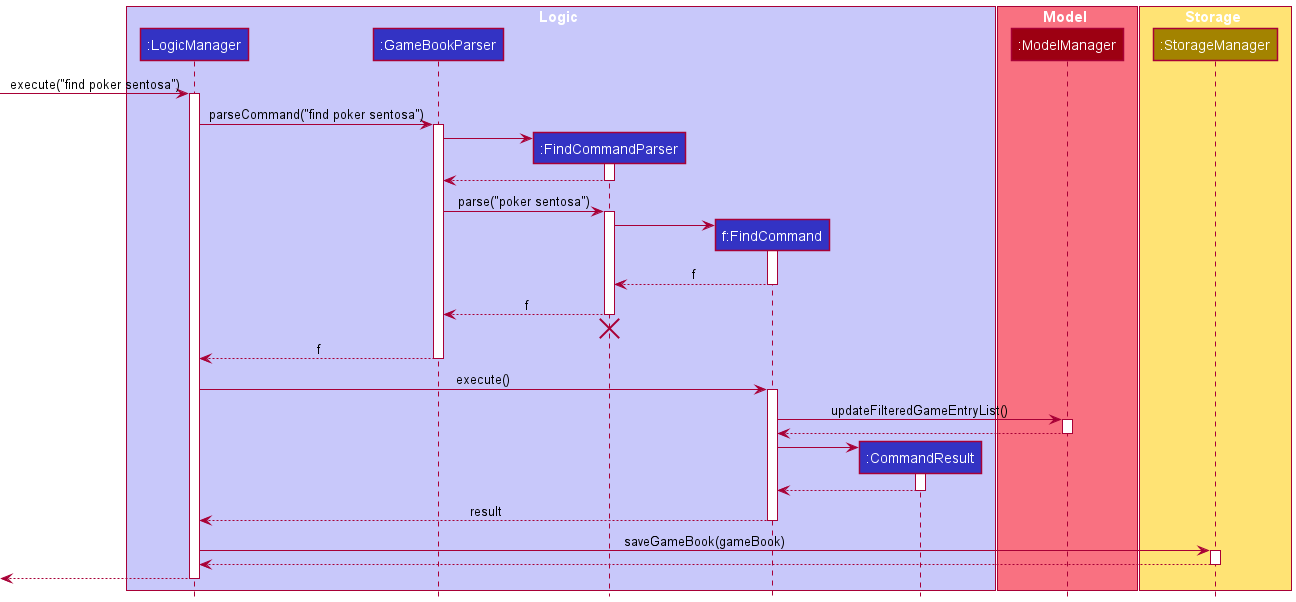 Logic
Model
Storage
:LogicManager
:GameBookParser
:ModelManager
:StorageManager
execute("find poker sentosa")
parseCommand("find poker sentosa")
:FindCommandParser
parse("poker sentosa")
f:FindCommand
f
f
f
execute()
updateFilteredGameEntryList()
:CommandResult
result
saveGameBook(gameBook)